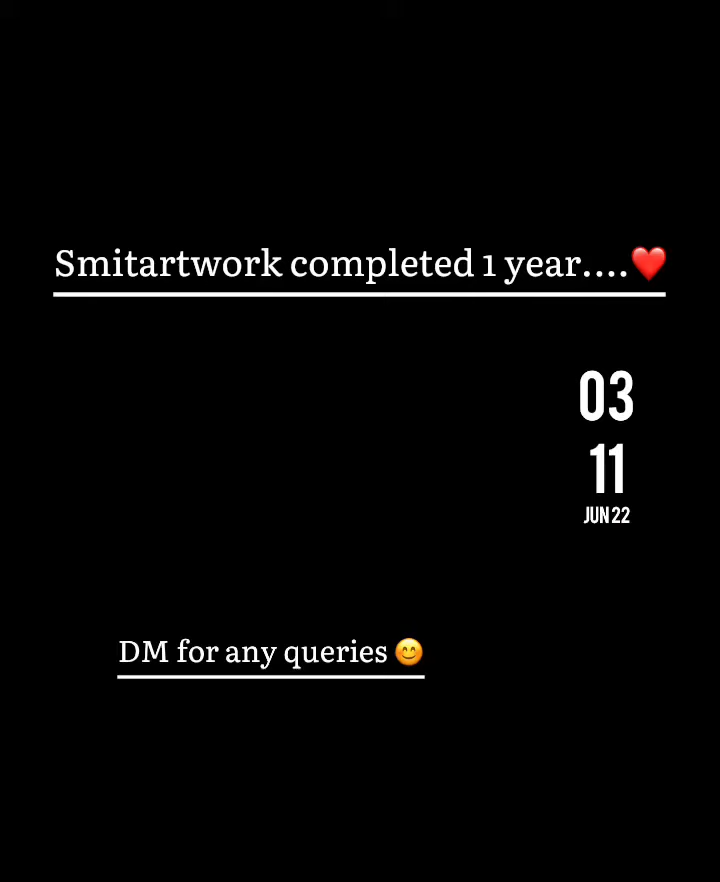 Smitartwork completed 1 year....❤️
03
11
JUN 22
DM for any queries 😊